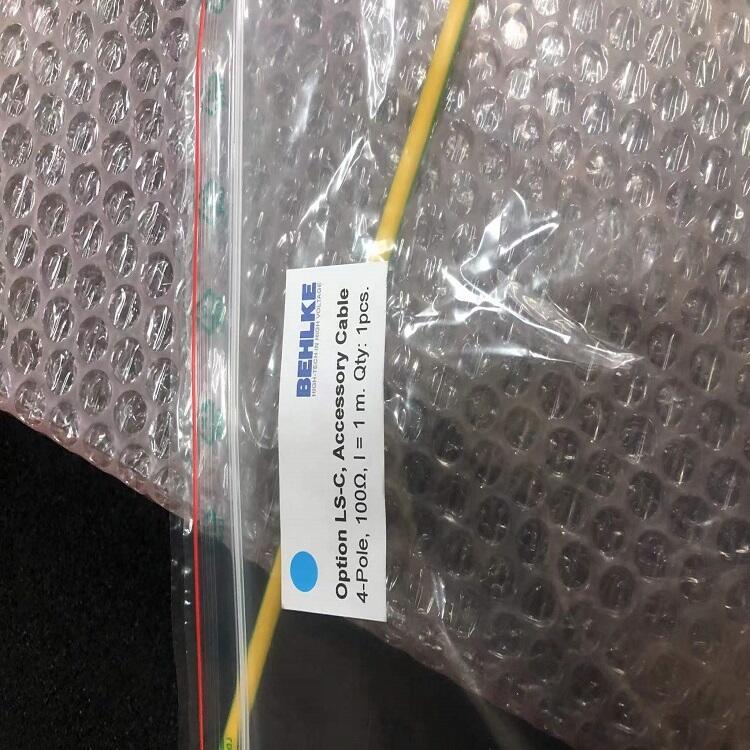 BEHLKE
HIGH-TECH IN HIGH VOLTAGE
Option LS-C, Accessory Cable
4-Pole, 100Ω, l = 1 m. Qty: 1pcs.